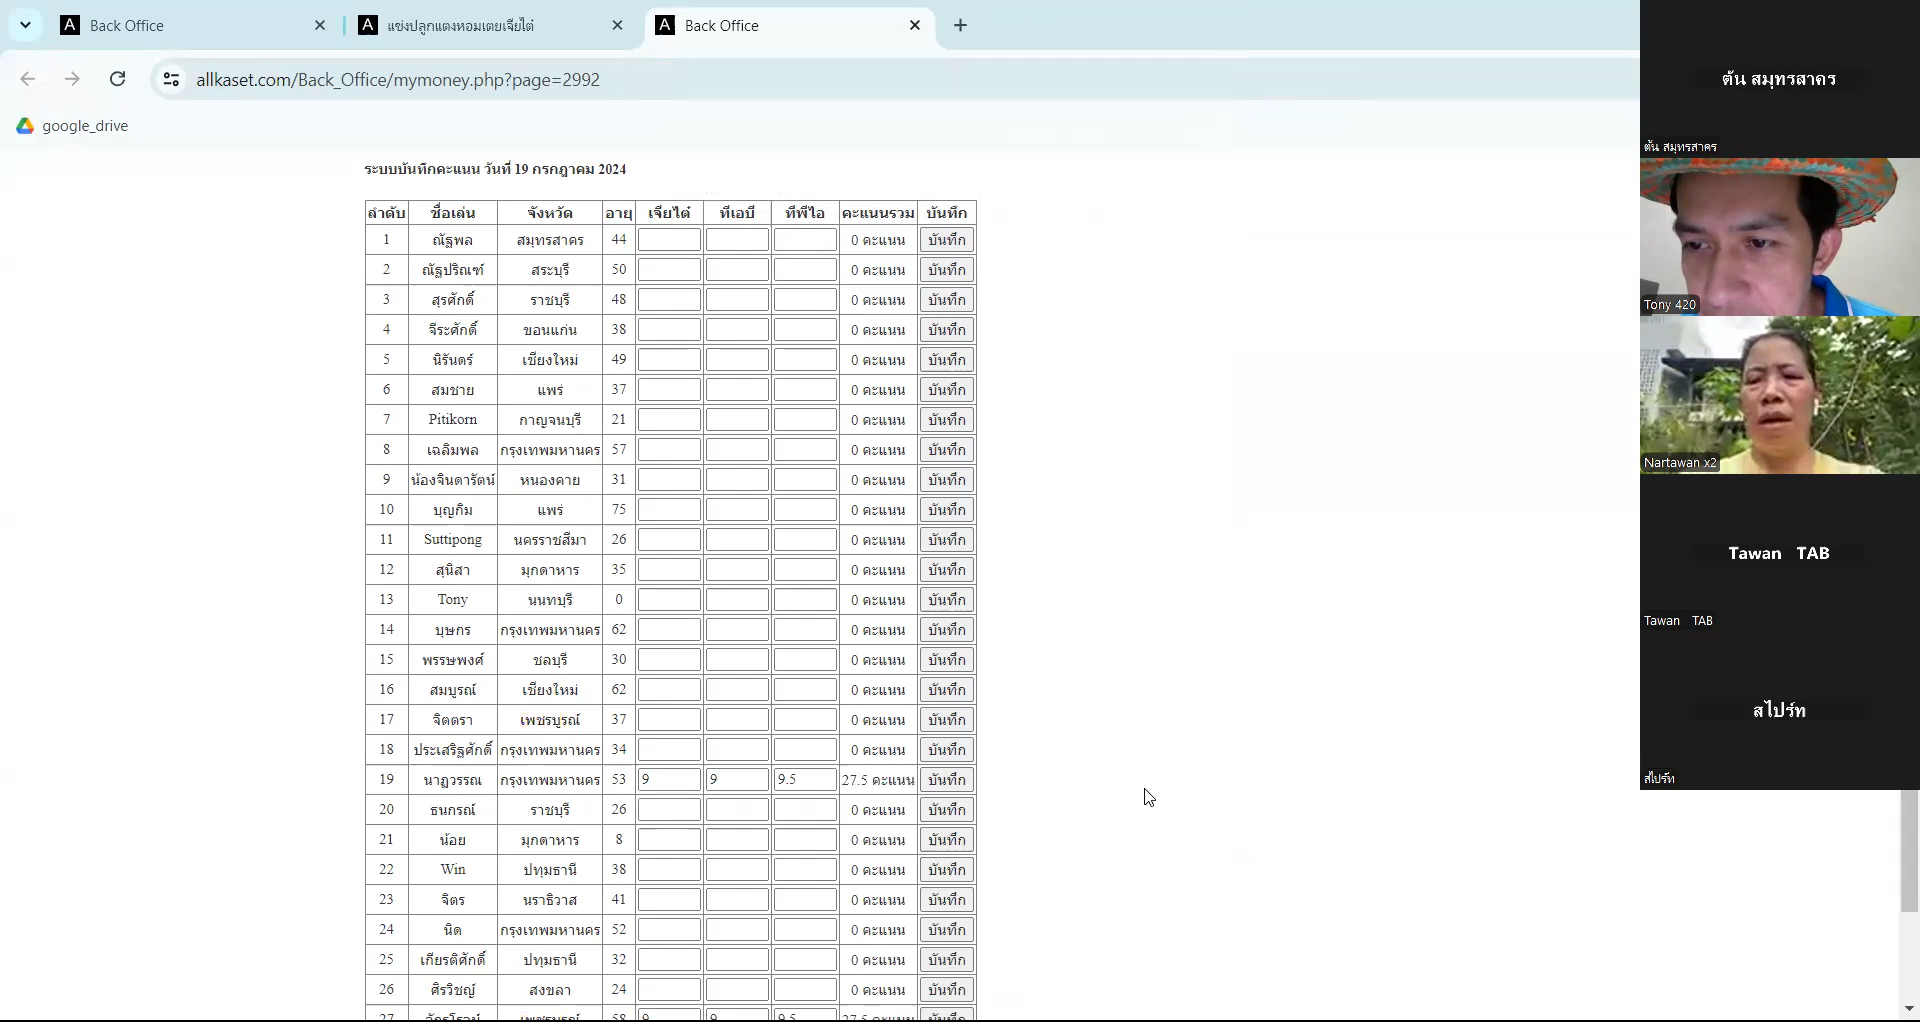 Back Office
แข่งปลูกแตงหอมเตยเจียไต๋
Back Office
allkaset.com/Back_Office/mymoney.php?page=2992
google_drive
ระบบบันทึกคะแนน วันที่ 19 กรกฎาคม 2024
ลำดับ ชื่อเล่น จังหวัด อายุ เจียไต๋ ทีเอบี ทีพีไอ คะแนนรวม บันทึก
1 ณัฐพล สมุทรสาคร 44 0 คะแนน บันทึก
2 ณัฐปริณฑ์ สระบุรี 50 0 คะแนน บันทึก
3 สุรศักดิ์ ราชบุรี 48 0 คะแนน บันทึก
4 จีระศักดิ์ ขอนแก่น 38 0 คะแนน บันทึก
5 นิรันดร์ เชียงใหม่ 49 0 คะแนน บันทึก
6 สมชาย แพร่ 37 0 คะแนน บันทึก
7 Pitikorn กาญจนบุรี 21 0 คะแนน บันทึก
8 เฉลิมพล กรุงเทพมหานคร 57 0 คะแนน บันทึก
9 น้องจินดารัตน์ หนองคาย 31 0 คะแนน บันทึก
10 บุญกิม แพร่ 75 0 คะแนน บันทึก
11 Suttipong นครราชสีมา 26 0 คะแนน บันทึก
12 สุนิสา มุกดาหาร 35 0 คะแนน บันทึก
13 Tony นนทบุรี 0 0 คะแนน บันทึก
14 บุษกร กรุงเทพมหานคร 62 0 คะแนน บันทึก
15 พรรษพงศ์ ชลบุรี 30 0 คะแนน บันทึก
16 สมบูรณ์ เชียงใหม่ 62 0 คะแนน บันทึก
17 จิตตรา เพชรบูรณ์ 37 0 คะแนน บันทึก
18 ประเสริฐศักดิ์ กรุงเทพมหานคร 34 0 คะแนน บันทึก
19 นาฏวรรณ กรุงเทพมหานคร 53 9 9 9.5 27.5 คะแนน บันทึก
20 ธนกรณ์ ราชบุรี 26 0 คะแนน บันทึก
21 น้อย มุกดาหาร 8 0 คะแนน บันทึก
22 Win ปทุมธานี 38 0 คะแนน บันทึก
23 จิตร นราธิวาส 41 0 คะแนน บันทึก
24 นิด กรุงเทพมหานคร 52 0 คะแนน บันทึก
25 เกียรติศักดิ์ ปทุมธานี 32 0 คะแนน บันทึก
26 ศิรวิชญ์ สงขลา 24 0 คะแนน บันทึก
27 เพชรบูรณ์ 58 9 9 9.5 27.5 คะแนน บันทึก
ต้น สมุทรสาคร
ต้น สมุทรสาคร
Tony 420
Nartawan x2
Tawan TAB
Tawan TAB
สไปร์ท
สไปร์ท